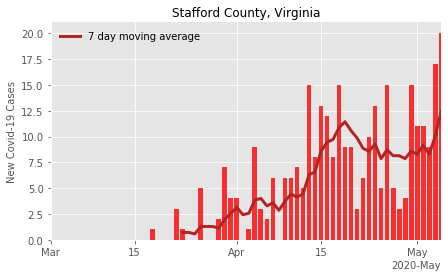 Stafford County, Virginia
7 day moving average
New Covid-19 Cases
20.0
17.5
15.0
12.5
10.0
7.5
5.0
2.5
0.0
Mar
15
Apr
15
May
2020-May